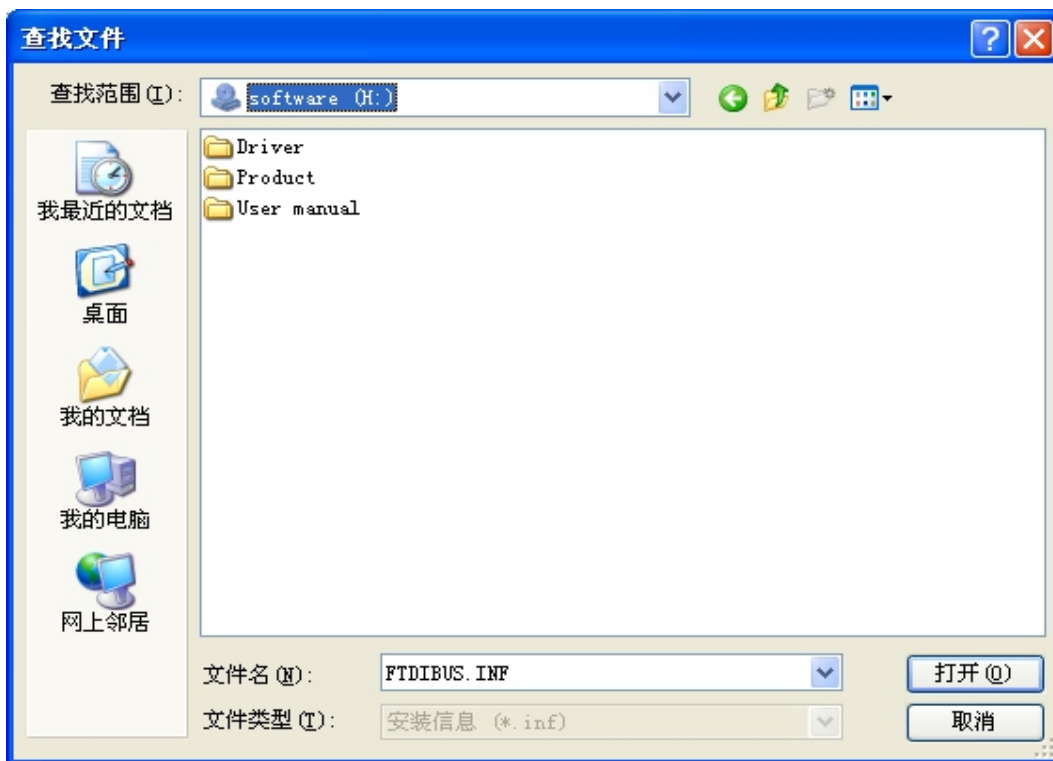 查找文件
查找范围(I):
software (H:)
Driver
Product
User manual
我最近的文档
桌面
我的文档
我的电脑
网上邻居
文件名(N):
FTDIBUS.INF
打开(O)
文件类型(T):
安装信息 (*.inf)
取消